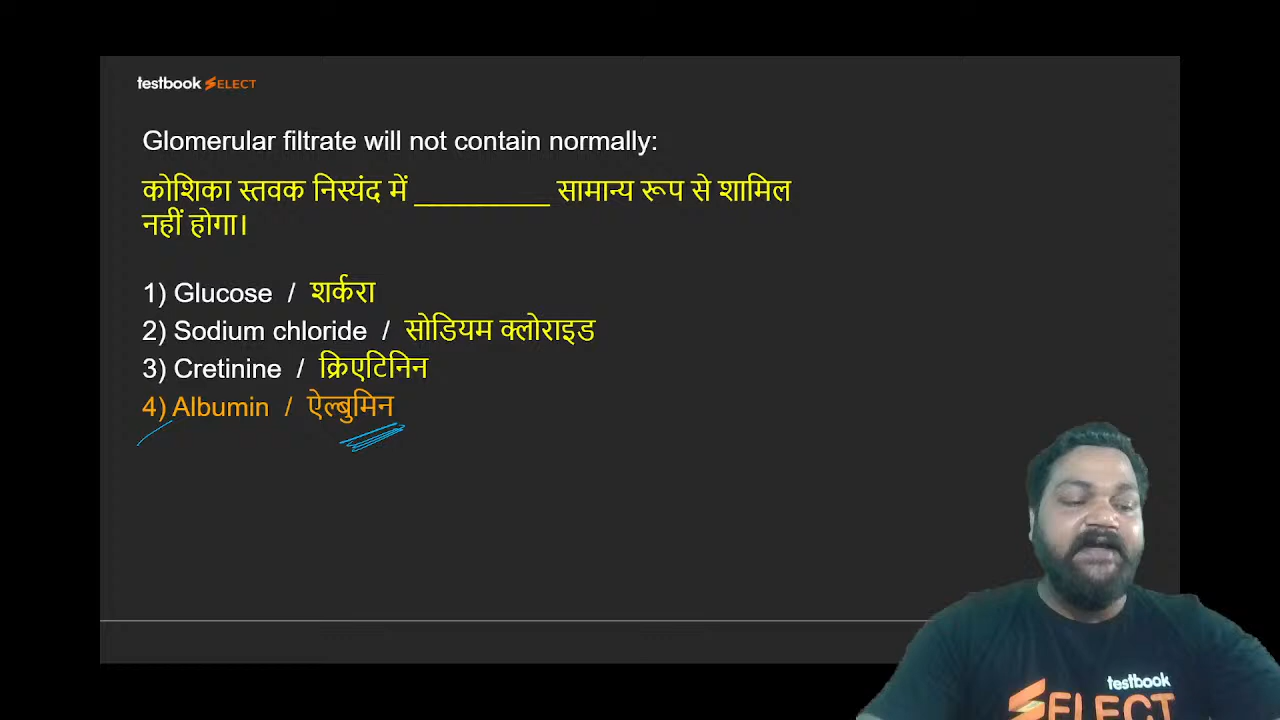 testbook SELECT
Glomerular filtrate will not contain normally:
कोशिका स्तवक निस्यंद में _________ सामान्य रूप से शामिल
नहीं होगा।
1) Glucose / शर्करा
2) Sodium chloride / सोडियम क्लोराइड
3) Cretinine / क्रिएटिनिन
4) Albumin / ऐल्बुमिन
testbook
SELECT